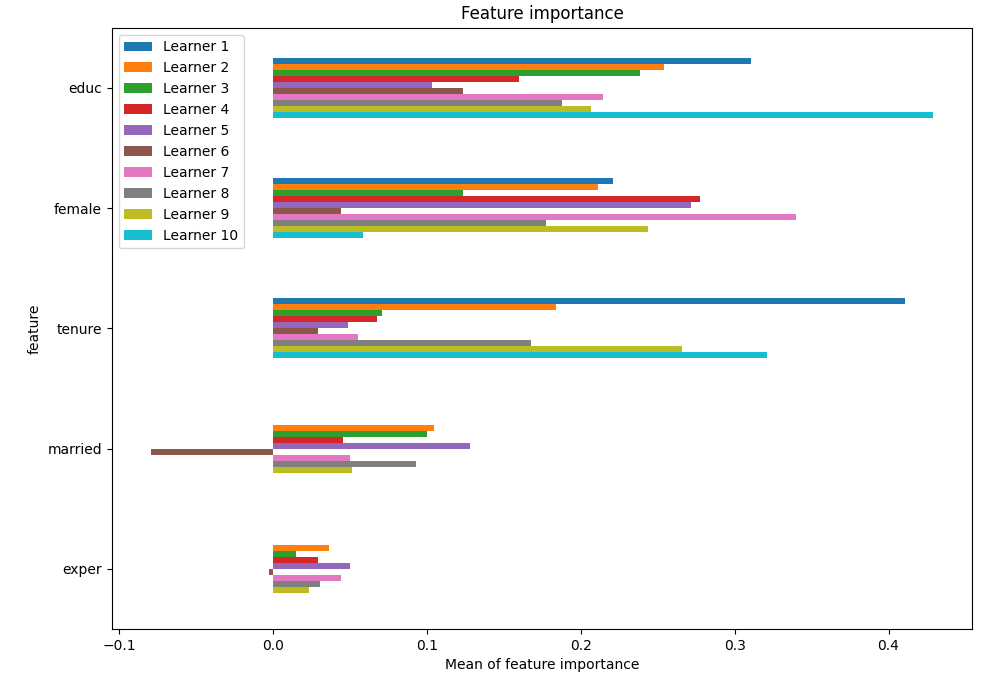 Feature importance
Learner 1
Learner 2
Learner 3
Learner 4
Learner 5
Learner 6
Learner 7
Learner 8
Learner 9
Learner 10
educ
female
tenure
married
exper
feature
−0.1 0.0 0.1 0.2 0.3 0.4
Mean of feature importance